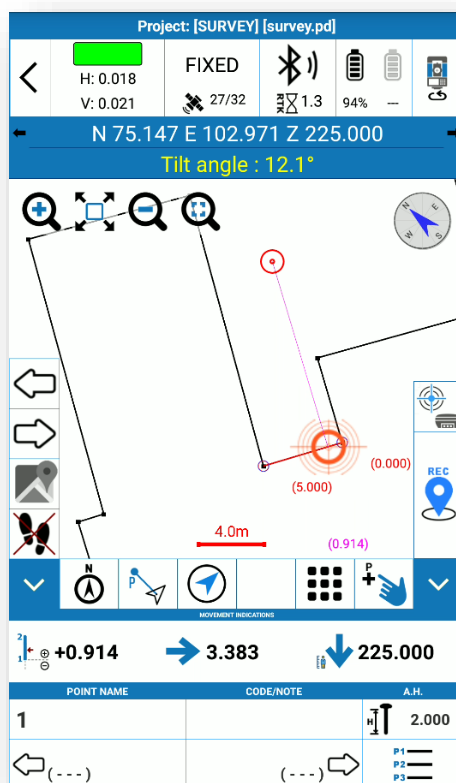 Project: [SURVEY] [survey.pd]
H: 0.018
V: 0.021
FIXED
27/32
RTK 1.3
94%
---
N 75.147 E 102.971 Z 225.000
Tilt angle : 12.1°
N E
W S
(0.000)
(5.000)
4.0m
(0.914)
REC
N
P
P
MOVEMENT INDICATIONS
2
1
+0.914
3.383
225.000
POINT NAME
CODE/NOTE
A.H.
1
H
2.000
(---)
(---)
P1
P2
P3